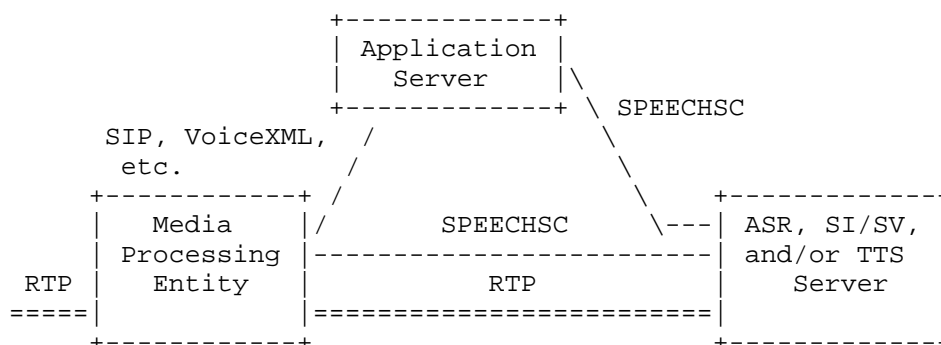 Application
Server
SPEECHSC
SIP, VoiceXML,
etc.
Media SPEECHSC ASR, SI/SV,
Processing and/or TTS
RTP Entity RTP Server